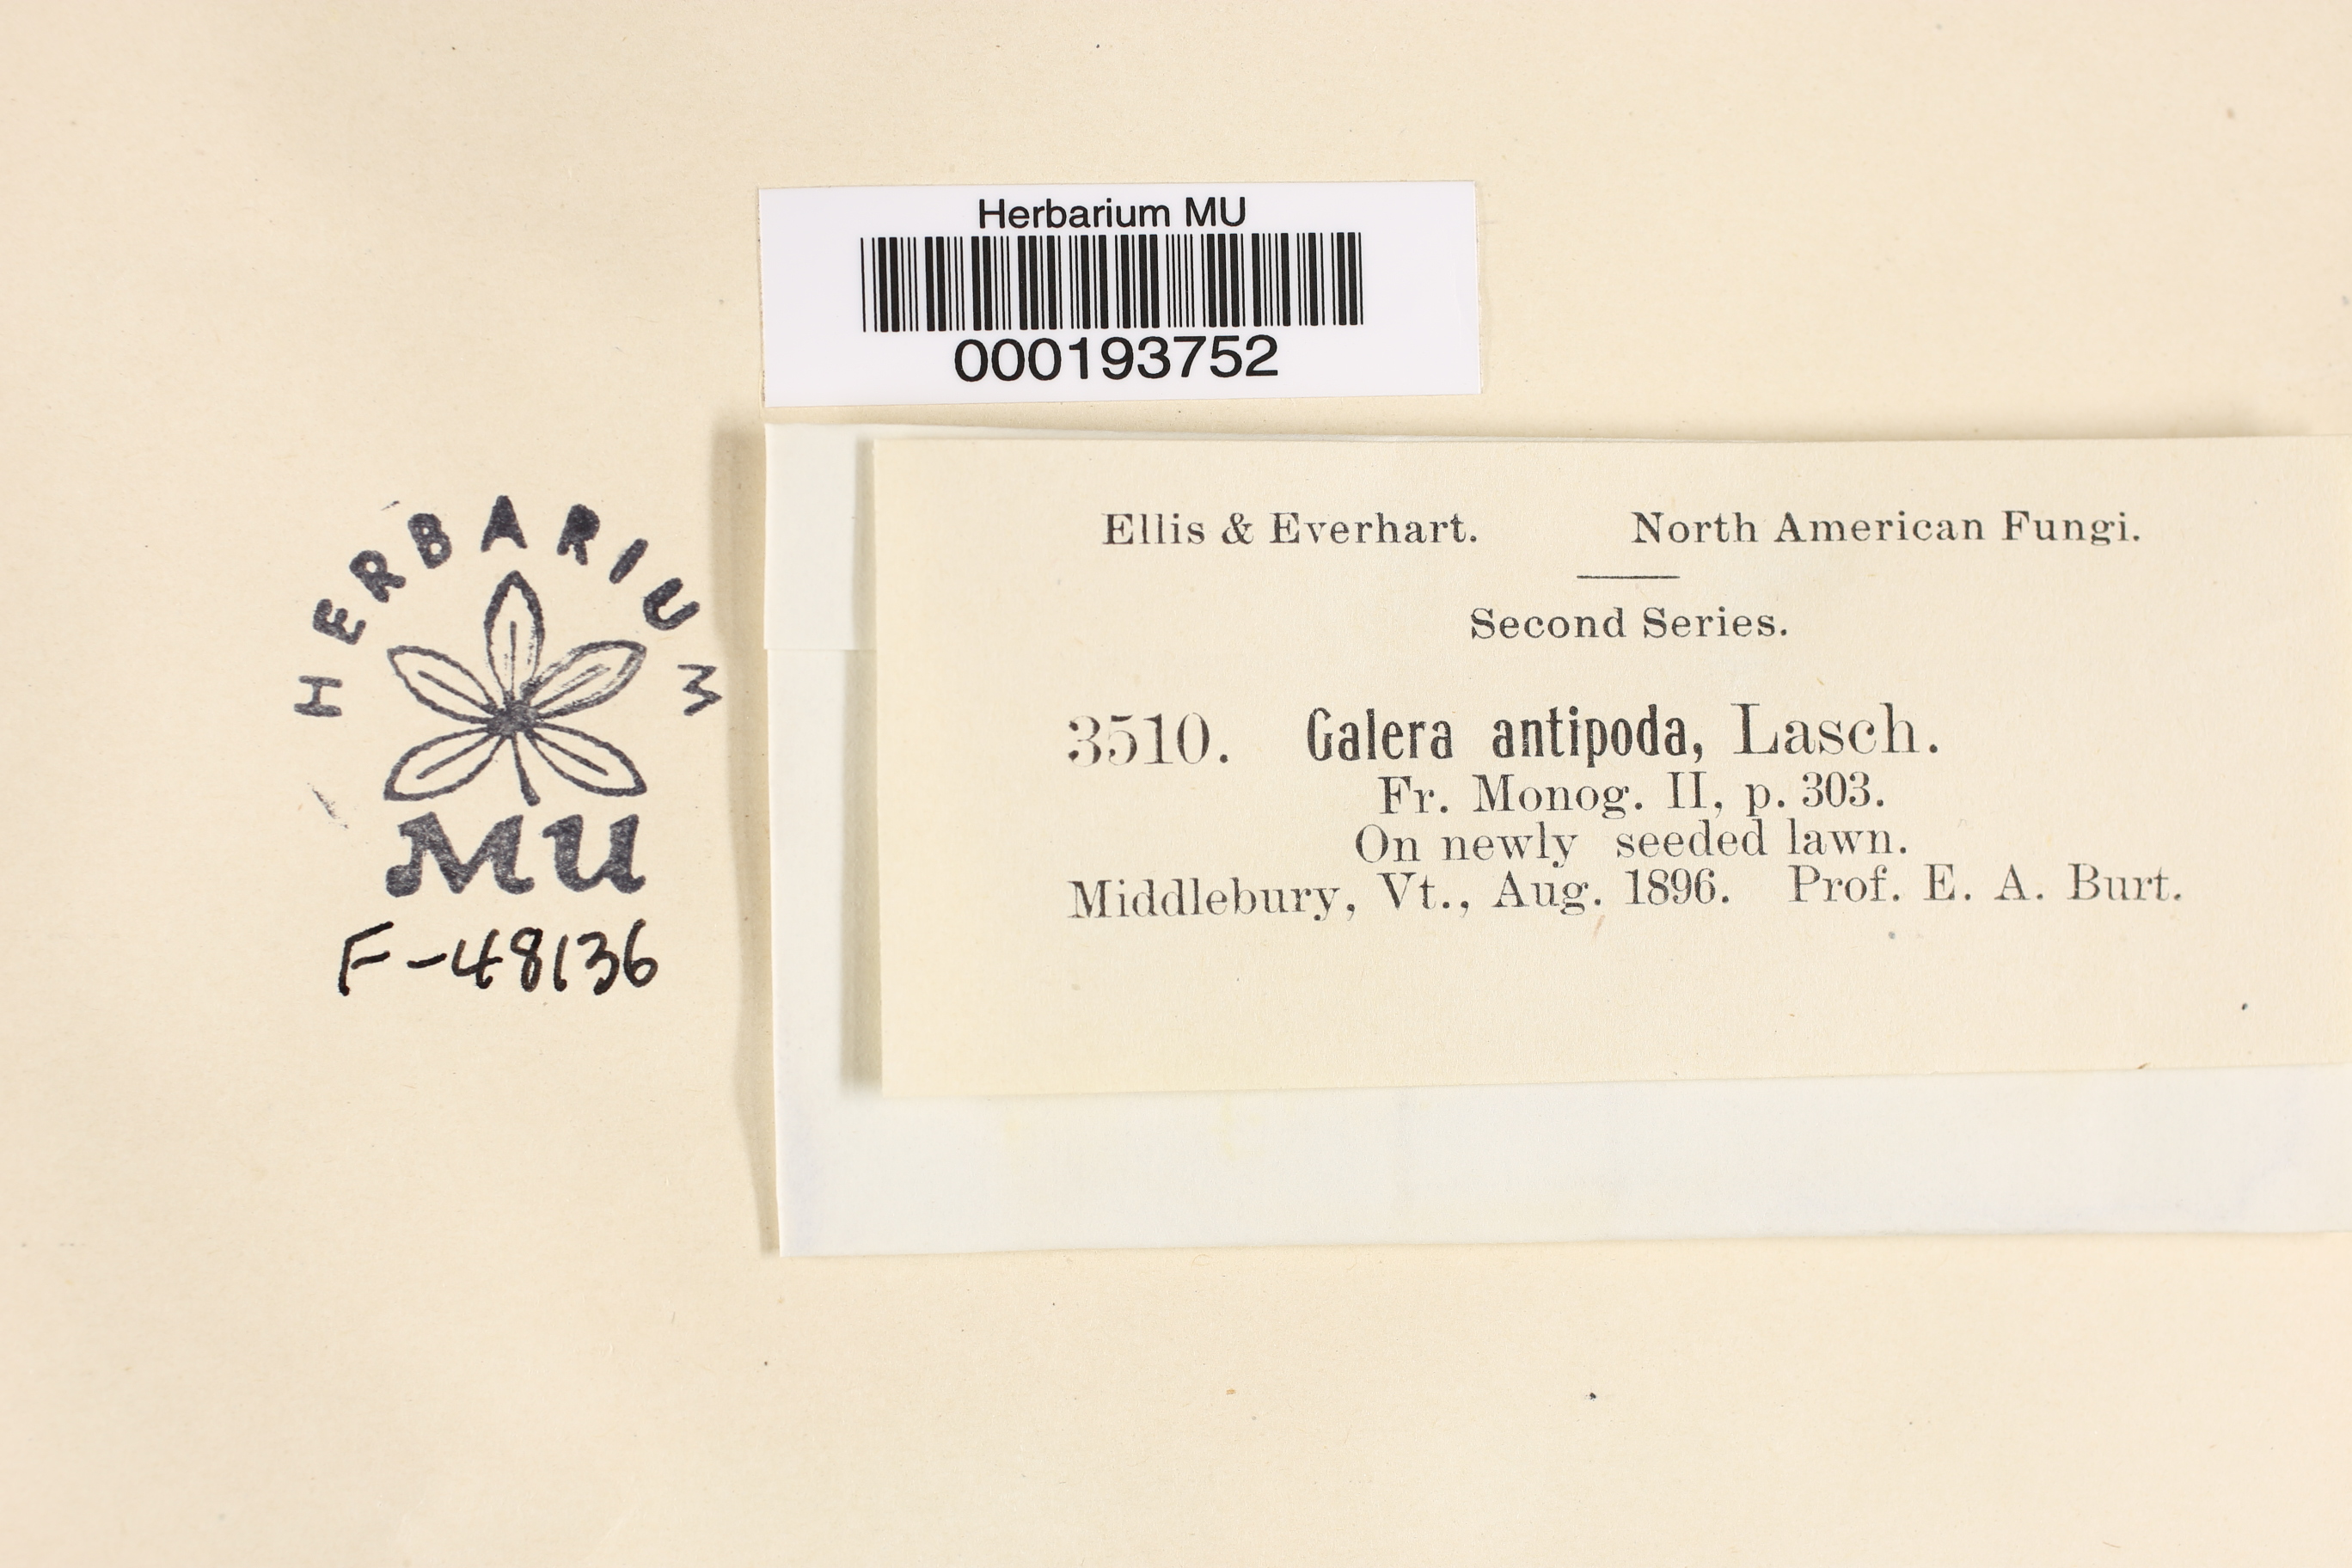 Herbarium MU
000193752
HERBARIUM
MU
F-48136
Ellis & Everhart. North American Fungi.
Second Series.
3510. Galera antipoda, Lasch.
Fr. Monog. II, p. 303.
On newly seeded lawn.
Middlebury, Vt., Aug. 1896. Prof. E. A. Burt.